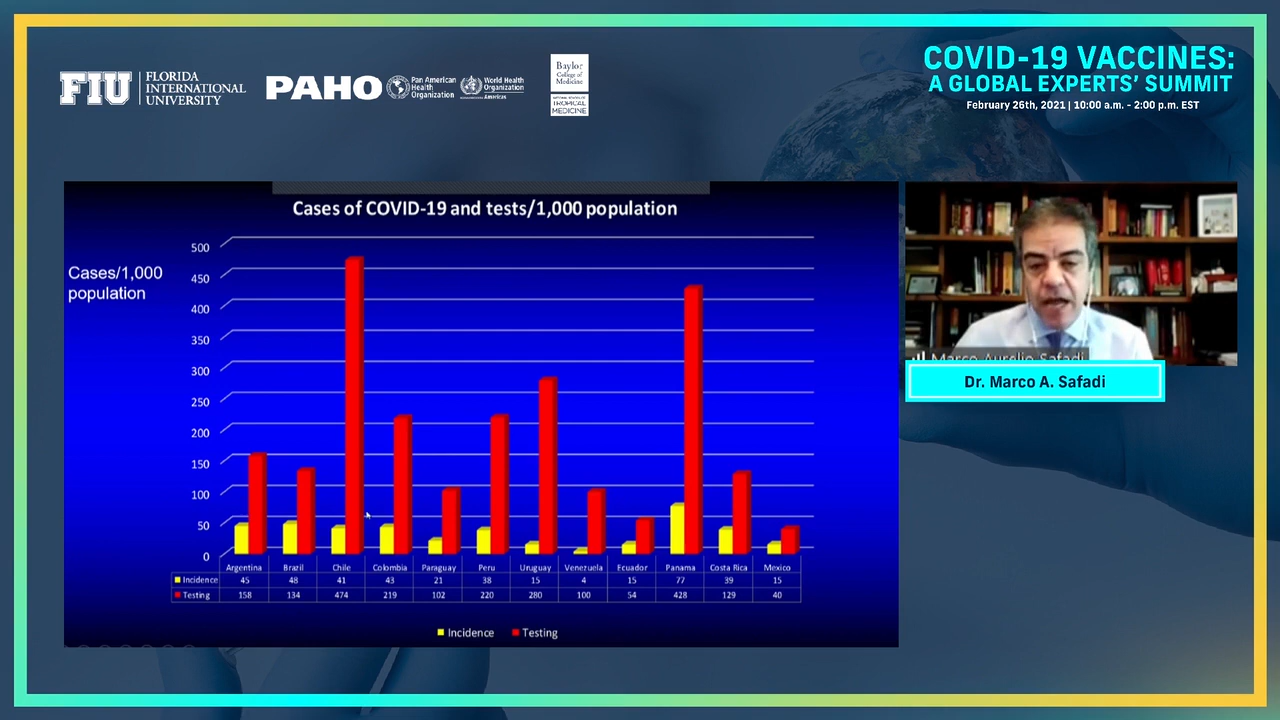 FIU FLORIDA
INTERNATIONAL
UNIVERSITY
PAHO
Pan American
Health
Organization
World Health
Organization
Americas
Baylor
College of
Medicine
TROPICAL
MEDICINE
COVID-19 VACCINES:
A GLOBAL EXPERTS' SUMMIT
February 26th, 2021 | 10:00 a.m. - 2:00 p.m. EST
Cases of COVID-19 and tests/1,000 population
Cases/1,000
population
500
450
400
350
300
250
200
150
100
50
0
Argentina Brazil Chile Colombia Paraguay Peru Uruguay Venezuela Ecuador Panama Costa Rica Mexico
Incidence 45 48 41 43 21 38 15 4 15 77 39 15
Testing 158 134 474 219 102 220 280 100 54 428 129 40
Incidence Testing
Marco Aurelio Safadi
Dr. Marco A. Safadi